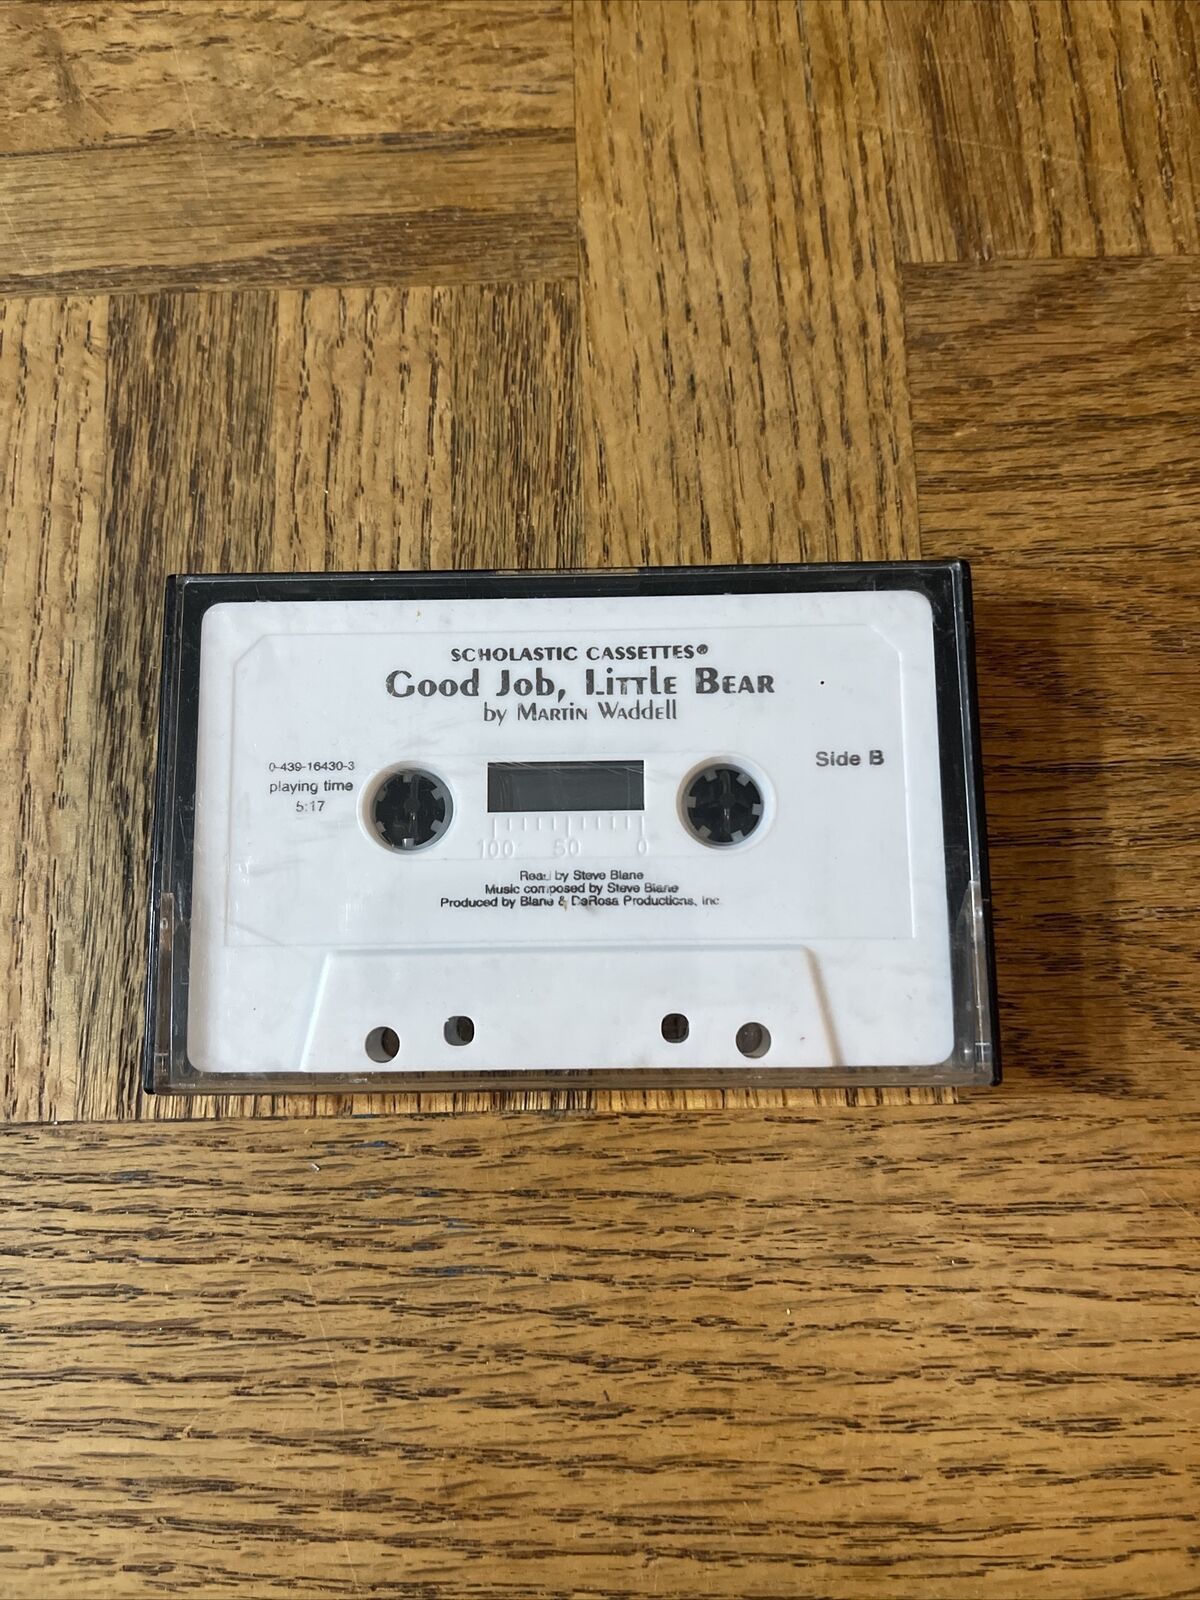 SCHOLASTIC CASSETTES®
Good Job, Little Bear
by Martin Waddell
0-439-16430-3
playing time
5:17
Side B
100 50 0
Read by Steve Blane
Music composed by Steve Blane
Produced by Blane & DeRosa Productions, Inc.